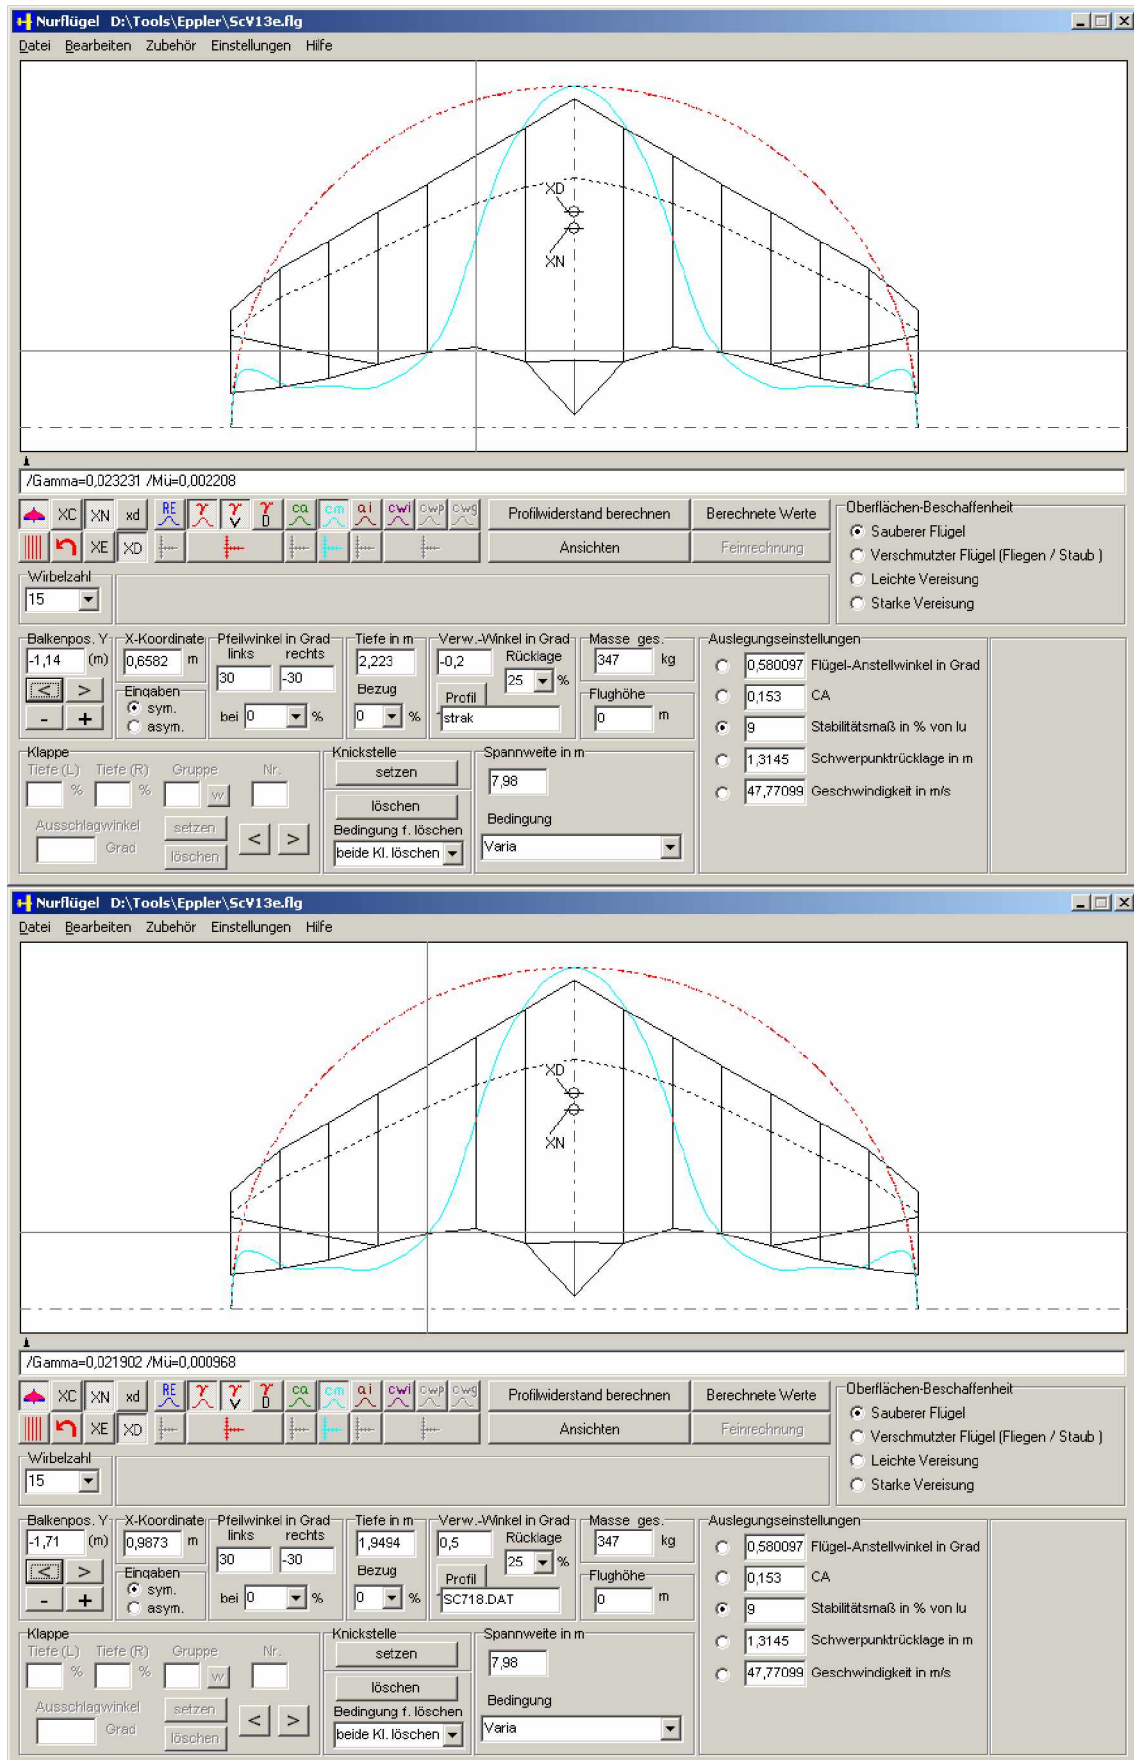 Nurflügel D:\Tools\Eppler\ScV13e.flg
Datei Bearbeiten Zubehör Einstellungen Hilfe
XD
XN
/Gamma=0,023231 /Mü=0,002208
XC XN xd RE γ γ V γ D ca cm ai cwi cwp cwg Profilwiderstand berechnen Berechnete Werte
XE XD Ansichten Feinrechnung
Oberflächen-Beschaffenheit
Sauberer Flügel
Verschmutzter Flügel (Fliegen / Staub )
Leichte Vereisung
Starke Vereisung
Wirbelzahl
15
Balkenpos. Y
-1,14 (m)
< >
- +
X-Koordinate
0,6582 m
Eingaben
sym.
asym.
Pfeilwinkel in Grad
links rechts
30 -30
bei 0 %
Tiefe in m
2,223
Bezug
0 %
Verw.-Winkel in Grad
-0,2 Rücklage
25 %
Profil
strak
Masse ges.
347 kg
Flughöhe
0 m
Auslegungseinstellungen
0,580097 Flügel-Anstellwinkel in Grad
0,153 CA
9 Stabilitätsmaß in % von lu
1,3145 Schwerpunktrücklage in m
47,77099 Geschwindigkeit in m/s
Klappe
Tiefe (L) Tiefe (R) Gruppe Nr.
% % w
Ausschlagwinkel setzen < >
Grad löschen
Knickstelle
setzen
löschen
Bedingung f. löschen
beide Kl. löschen
Spannweite in m
7,98
Bedingung
Varia
Nurflügel D:\Tools\Eppler\ScV13e.flg
Datei Bearbeiten Zubehör Einstellungen Hilfe
XD
XN
/Gamma=0,021902 /Mü=0,000968
XC XN xd RE γ γ V γ D ca cm ai cwi cwp cwg Profilwiderstand berechnen Berechnete Werte
XE XD Ansichten Feinrechnung
Oberflächen-Beschaffenheit
Sauberer Flügel
Verschmutzter Flügel (Fliegen / Staub )
Leichte Vereisung
Starke Vereisung
Wirbelzahl
15
Balkenpos. Y
-1,71 (m)
< >
- +
X-Koordinate
0,9873 m
Eingaben
sym.
asym.
Pfeilwinkel in Grad
links rechts
30 -30
bei 0 %
Tiefe in m
1,9494
Bezug
0 %
Verw.-Winkel in Grad
0,5 Rücklage
25 %
Profil
SC718.DAT
Masse ges.
347 kg
Flughöhe
0 m
Auslegungseinstellungen
0,580097 Flügel-Anstellwinkel in Grad
0,153 CA
9 Stabilitätsmaß in % von lu
1,3145 Schwerpunktrücklage in m
47,77099 Geschwindigkeit in m/s
Klappe
Tiefe (L) Tiefe (R) Gruppe Nr.
% % w
Ausschlagwinkel setzen < >
Grad löschen
Knickstelle
setzen
löschen
Bedingung f. löschen
beide Kl. löschen
Spannweite in m
7,98
Bedingung
Varia